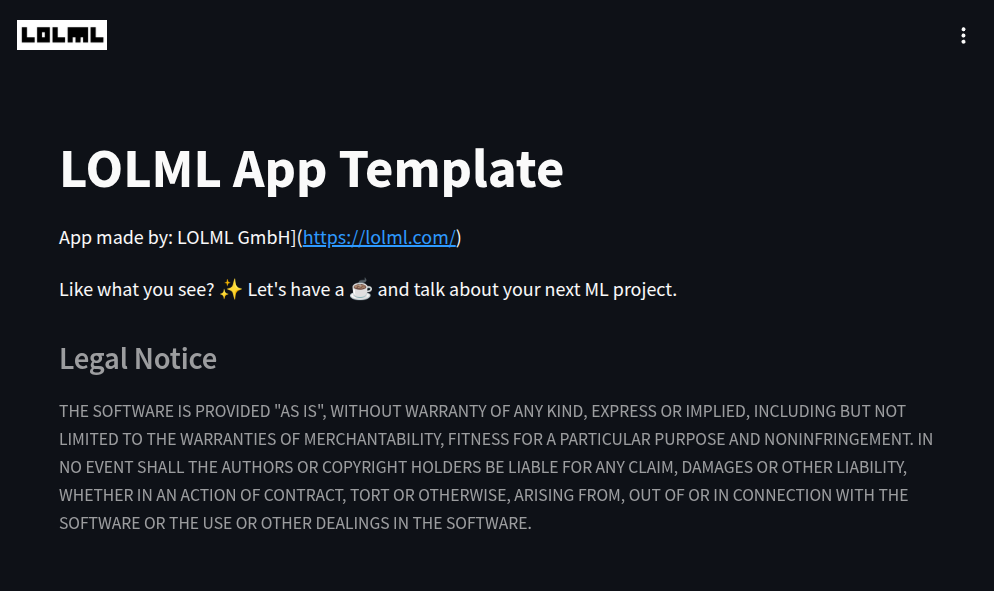 LOLML
LOLML App Template
App made by: LOLML GmbH](https://lolml.com/)
Like what you see? ✨ Let's have a ☕ and talk about your next ML project.
Legal Notice
THE SOFTWARE IS PROVIDED "AS IS", WITHOUT WARRANTY OF ANY KIND, EXPRESS OR IMPLIED, INCLUDING BUT NOT
LIMITED TO THE WARRANTIES OF MERCHANTABILITY, FITNESS FOR A PARTICULAR PURPOSE AND NONINFRINGEMENT. IN
NO EVENT SHALL THE AUTHORS OR COPYRIGHT HOLDERS BE LIABLE FOR ANY CLAIM, DAMAGES OR OTHER LIABILITY,
WHETHER IN AN ACTION OF CONTRACT, TORT OR OTHERWISE, ARISING FROM, OUT OF OR IN CONNECTION WITH THE
SOFTWARE OR THE USE OR OTHER DEALINGS IN THE SOFTWARE.